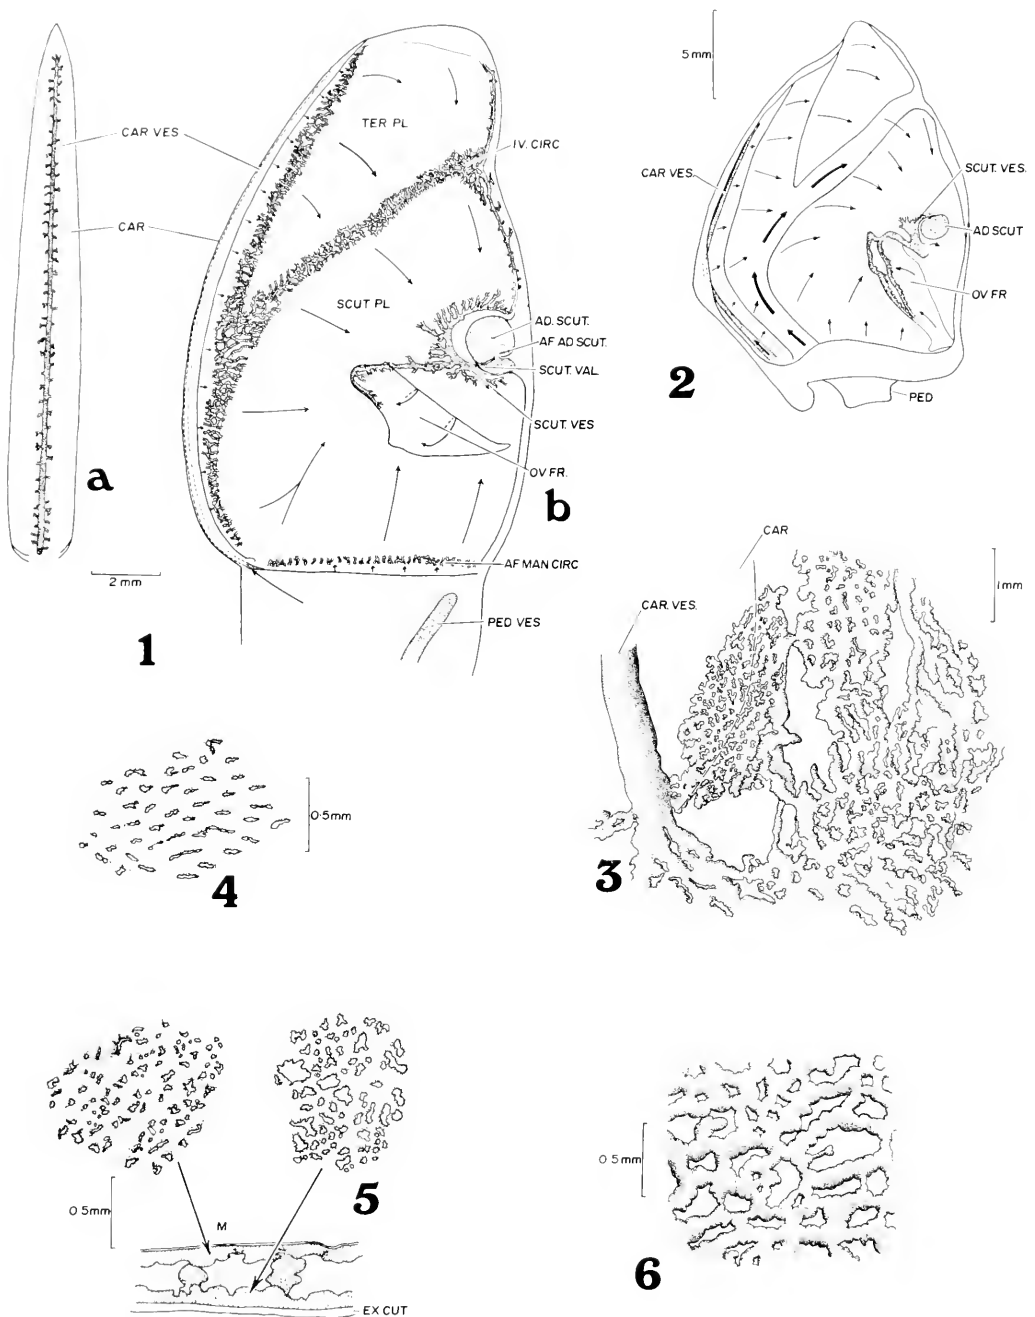 CAR VES
CAR
a
2 mm
1
TER PL
IV. CIRC
SCUT PL
AD. SCUT.
AF AD SCUT.
SCUT. VAL
SCUT. VES
OV FR.
b
AF MAN CIRC
PED VES
5 mm
CAR VES.
SCUT. VES.
AD SCUT
OV FR
2
PED
CAR
CAR. VES.
1mm
3
0·5mm
4
5
0 5mm
M
EX CUT
0 5mm
6